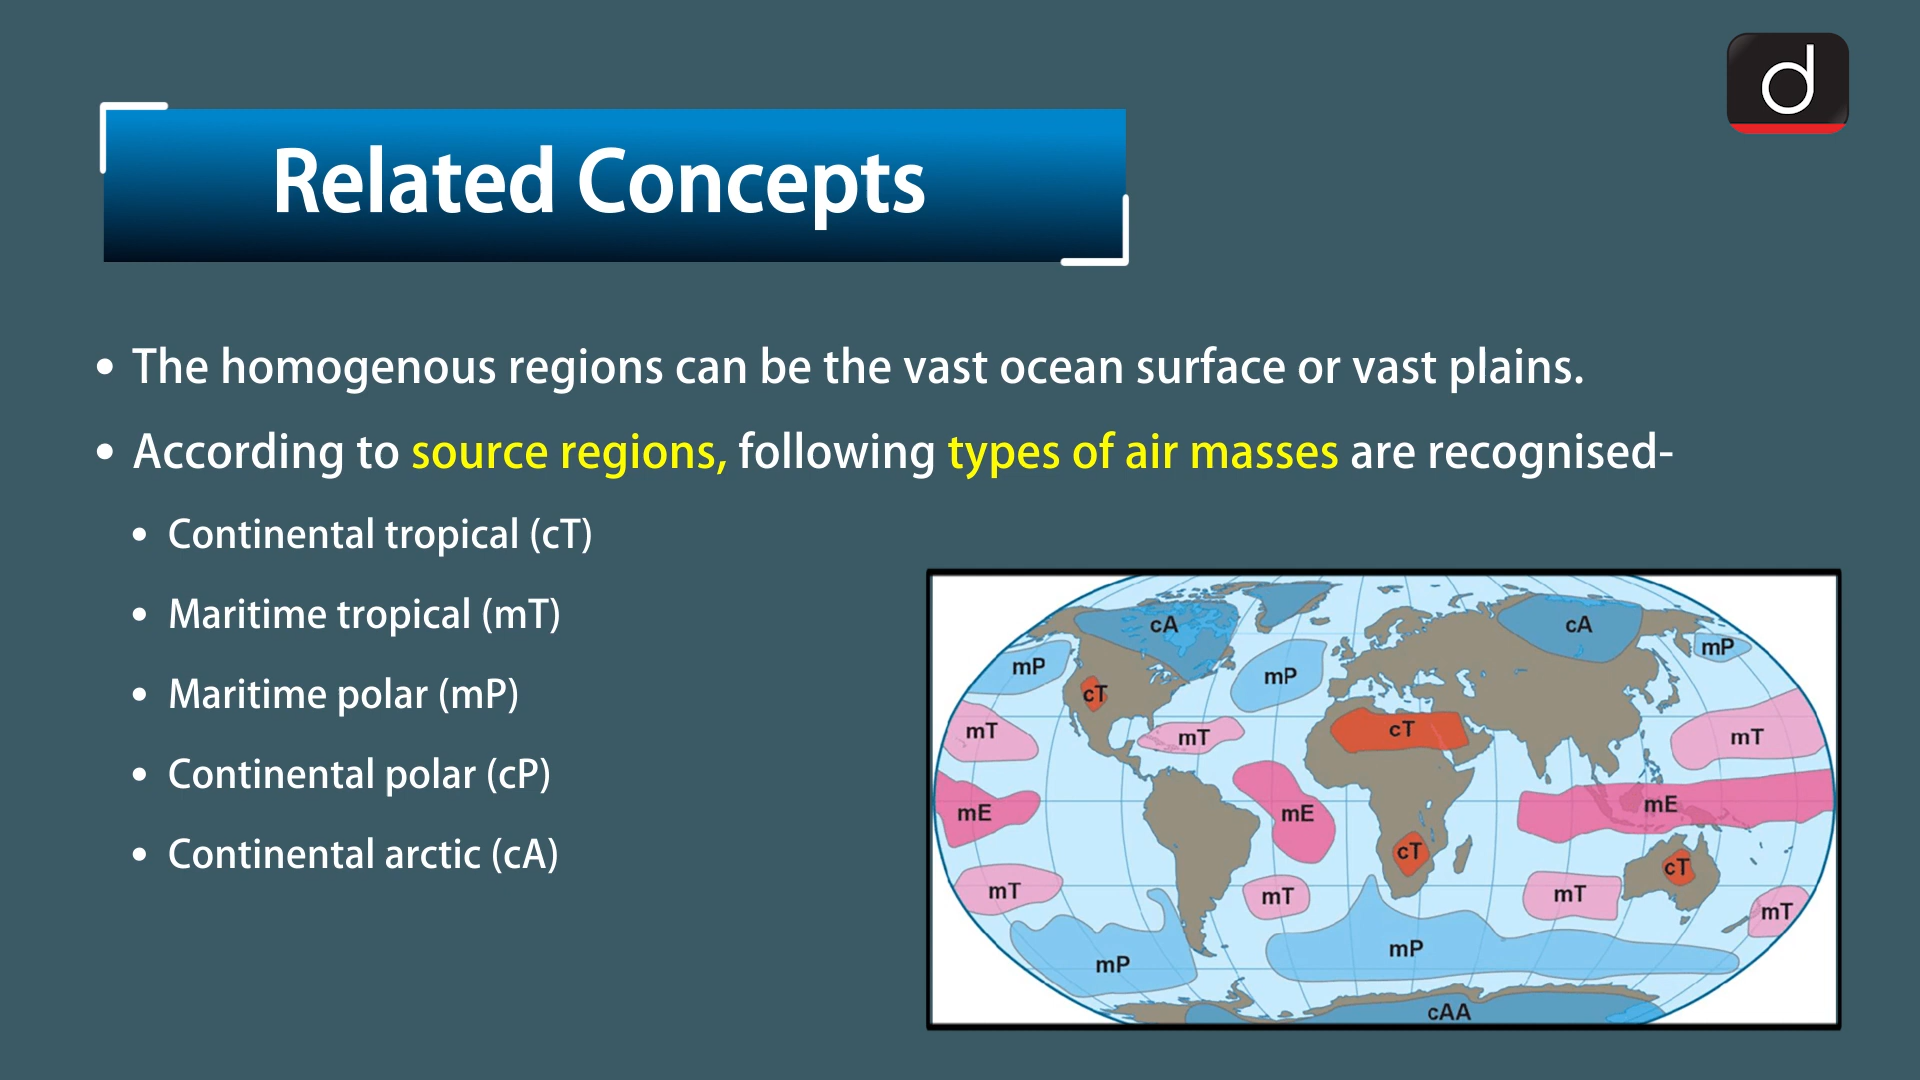 d
Related Concepts
• The homogenous regions can be the vast ocean surface or vast plains.
• According to source regions, following types of air masses are recognised-
• Continental tropical (cT)
• Maritime tropical (mT)
• Maritime polar (mP)
• Continental polar (cP)
• Continental arctic (cA)
cA
cA
mP
mP
mP
cT
mT
mT
cT
mT
mE
mE
mE
cT
cT
mT
mT
mT
mT
mP
mP
cAA